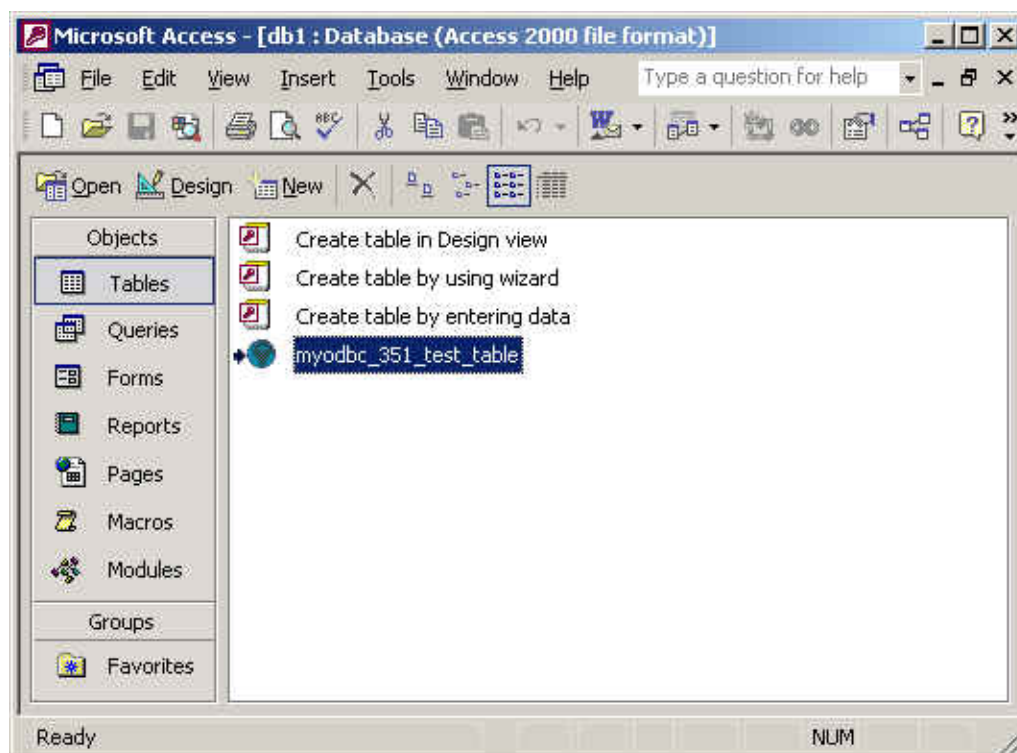 Microsoft Access - [db1 : Database (Access 2000 file format)]
File Edit View Insert Tools Window Help Type a question for help
ABC W
Open Design New
Objects
Tables
Queries
Forms
Reports
Pages
Macros
Modules
Groups
Favorites
Create table in Design view
Create table by using wizard
Create table by entering data
myodbc_351_test_table
Ready NUM